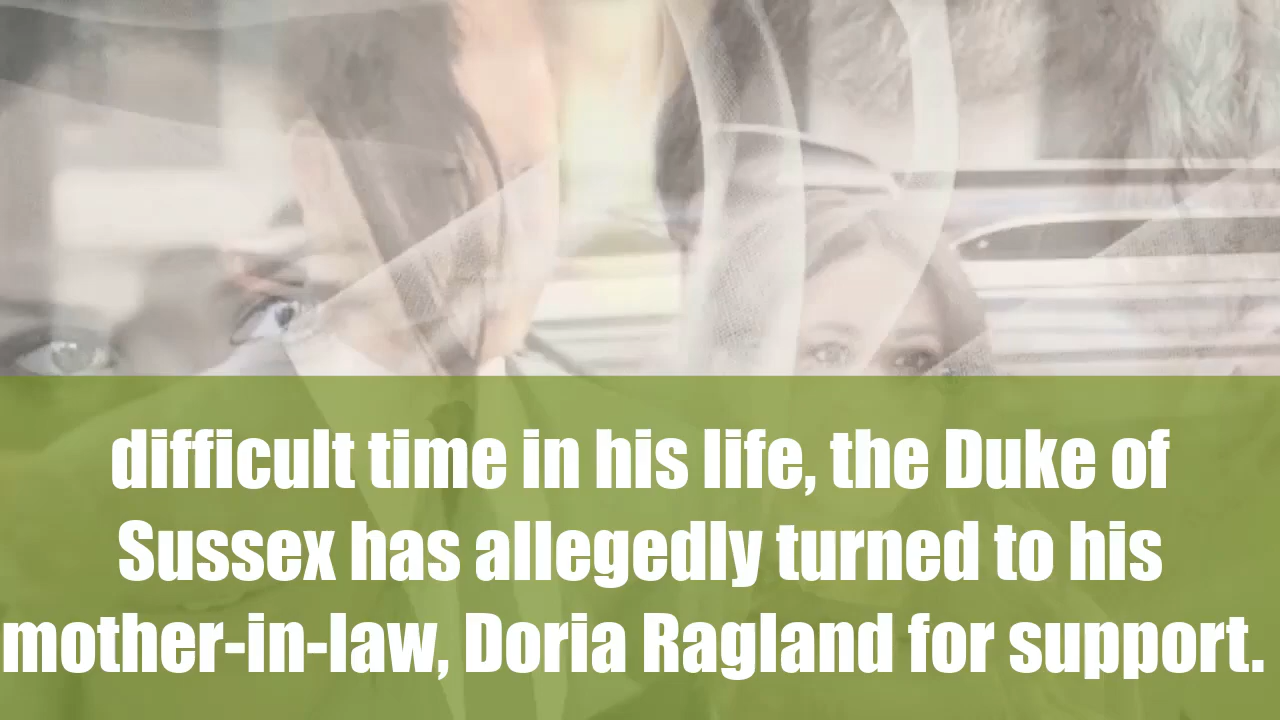 difficult time in his life, the Duke of
Sussex has allegedly turned to his
mother-in-law, Doria Ragland for support.